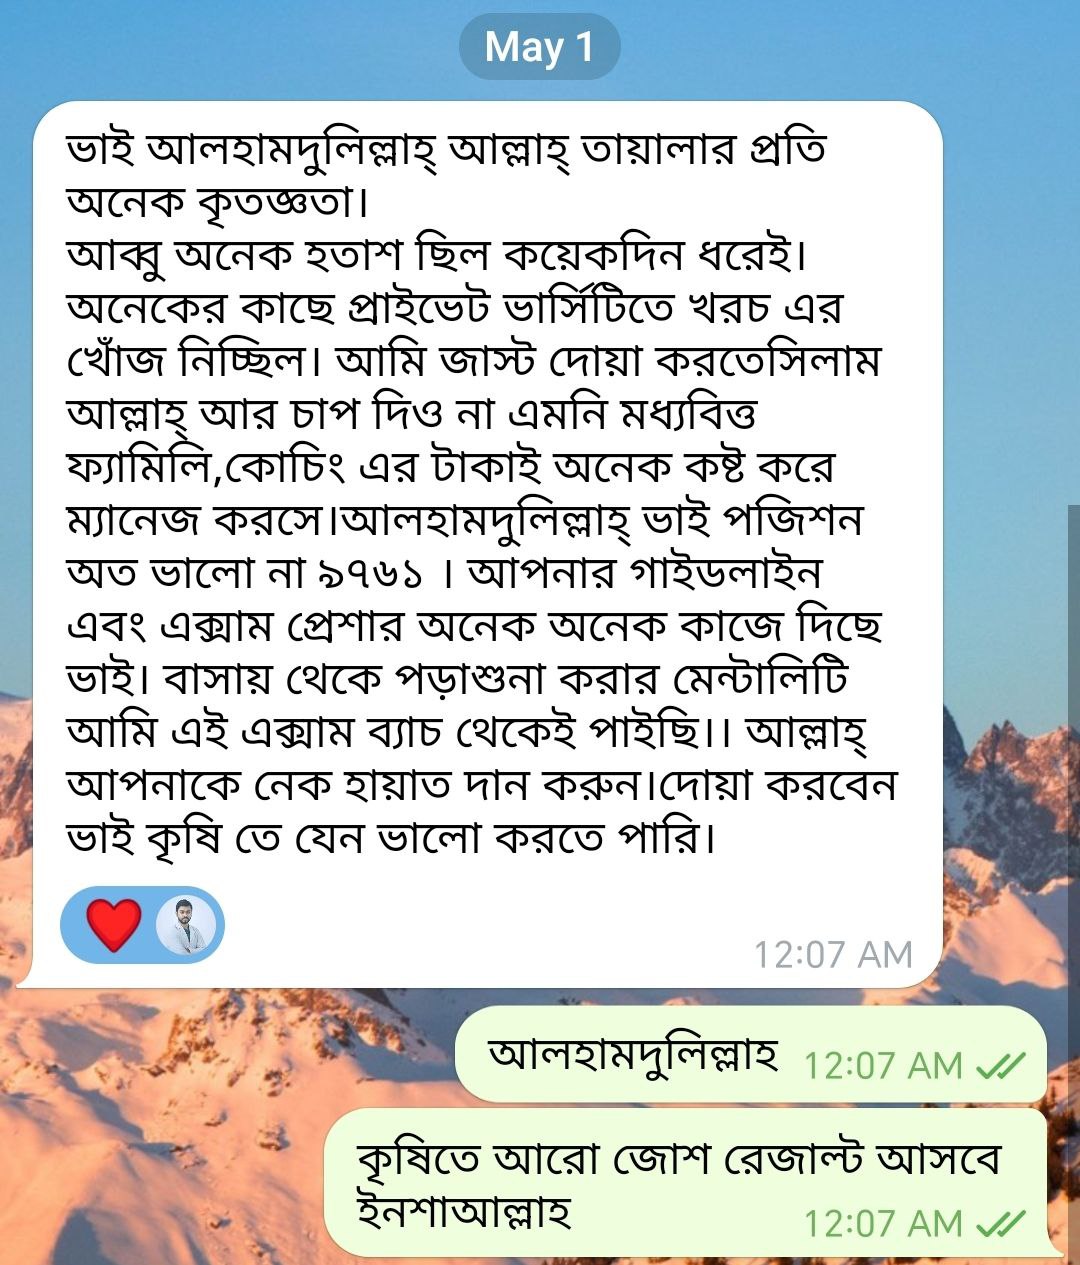 May 1
ভাই আলহামদুলিল্লাহ্ আল্লাহ্ তায়ালার প্রতি
অনেক কৃতজ্ঞতা।
আব্বু অনেক হতাশ ছিল কয়েকদিন ধরেই।
অনেকের কাছে প্রাইভেট ভার্সিটিতে খরচ এর
খোঁজ নিচ্ছিল। আমি জাস্ট দোয়া করতেসিলাম
আল্লাহ্ আর চাপ দিও না এমনি মধ্যবিত্ত
ফ্যামিলি,কোচিং এর টাকাই অনেক কষ্ট করে
ম্যানেজ করসে।আলহামদুলিল্লাহ্ ভাই পজিশন
অত ভালো না ৯৭৬১ । আপনার গাইডলাইন
এবং এক্সাম প্রেশার অনেক অনেক কাজে দিছে
ভাই। বাসায় থেকে পড়াশুনা করার মেন্টালিটি
আমি এই এক্সাম ব্যাচ থেকেই পাইছি।। আল্লাহ্
আপনাকে নেক হায়াত দান করুন।দোয়া করবেন
ভাই কৃষি তে যেন ভালো করতে পারি।
12:07 AM
আলহামদুলিল্লাহ 12:07 AM
কৃষিতে আরো জোশ রেজাল্ট আসবে
ইনশাআল্লাহ 12:07 AM